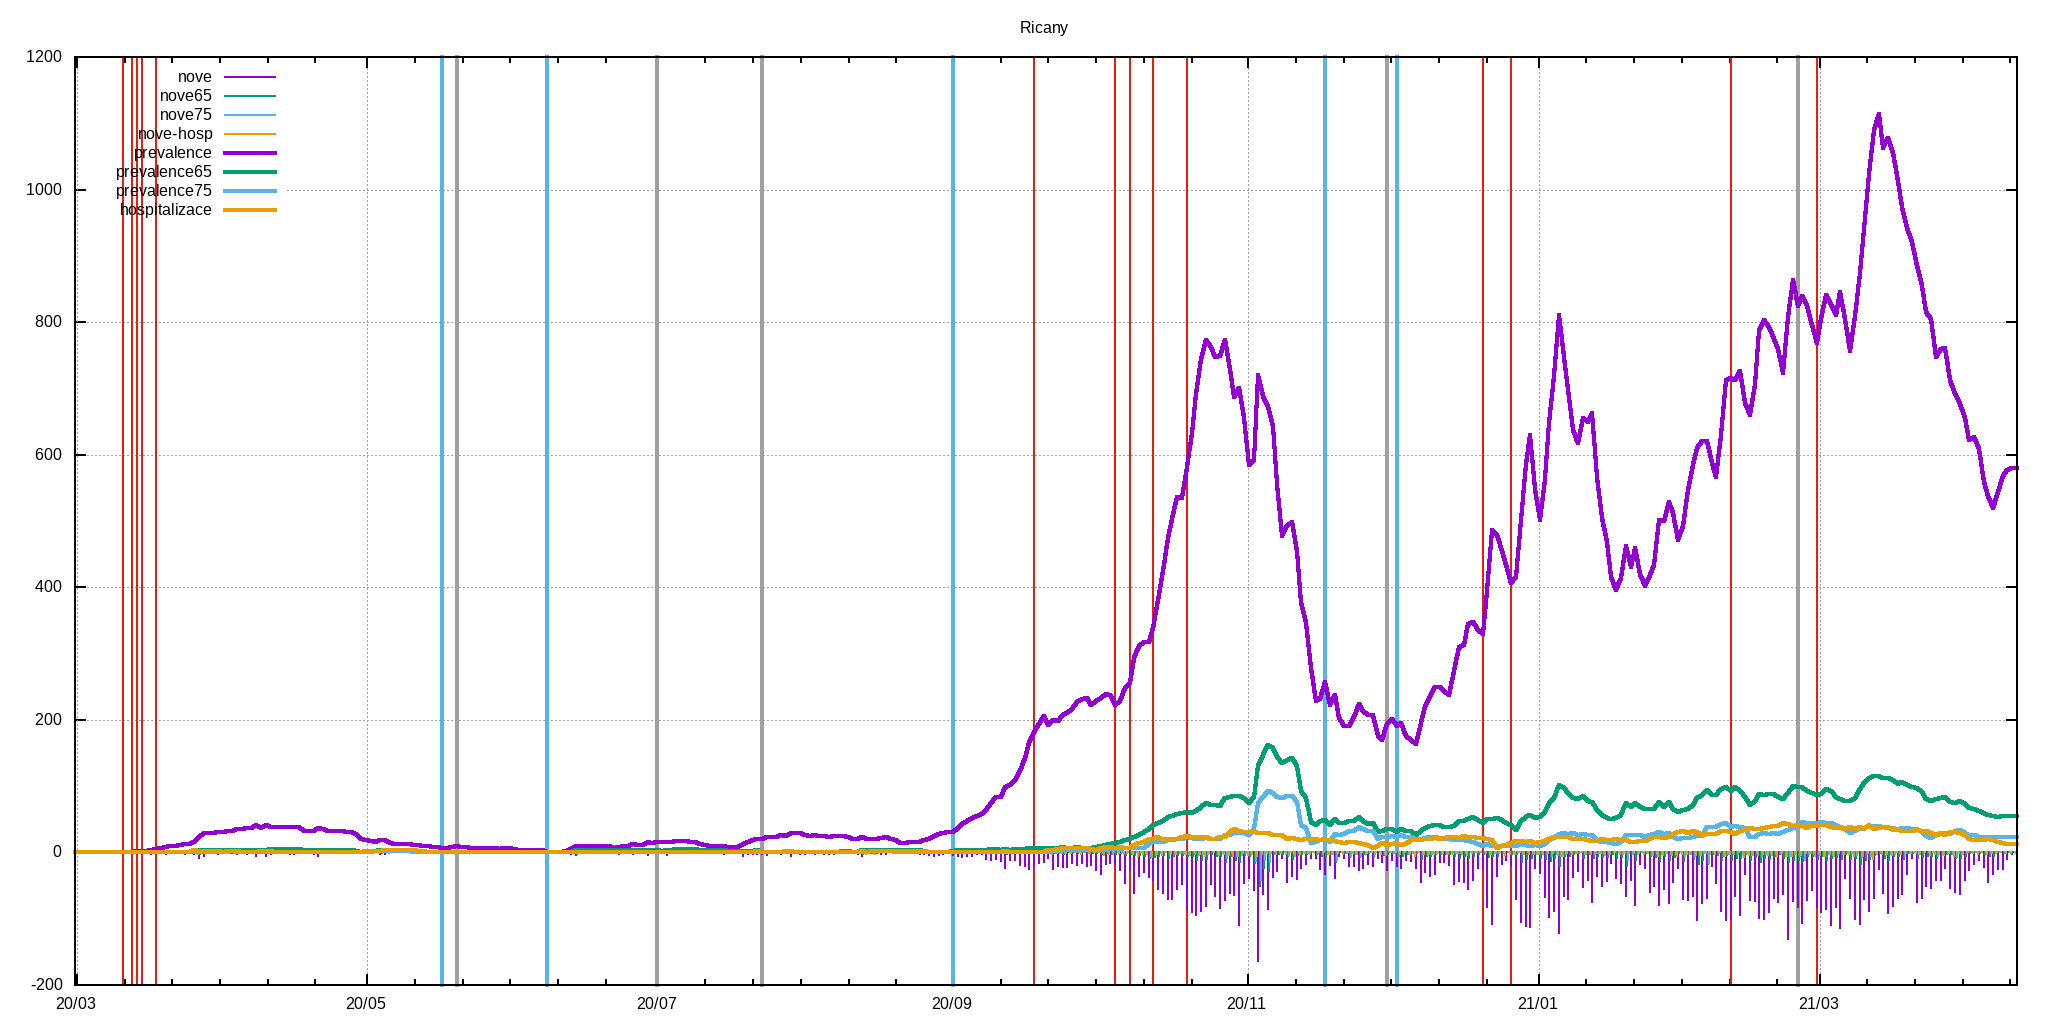 Ricany
1200
1000
800
600
400
200
0
-200
nove
nove65
nove75
nove-hosp
prevalence
prevalence65
prevalence75
hospitalizace
20/03 20/05 20/07 20/09 20/11 21/01 21/03